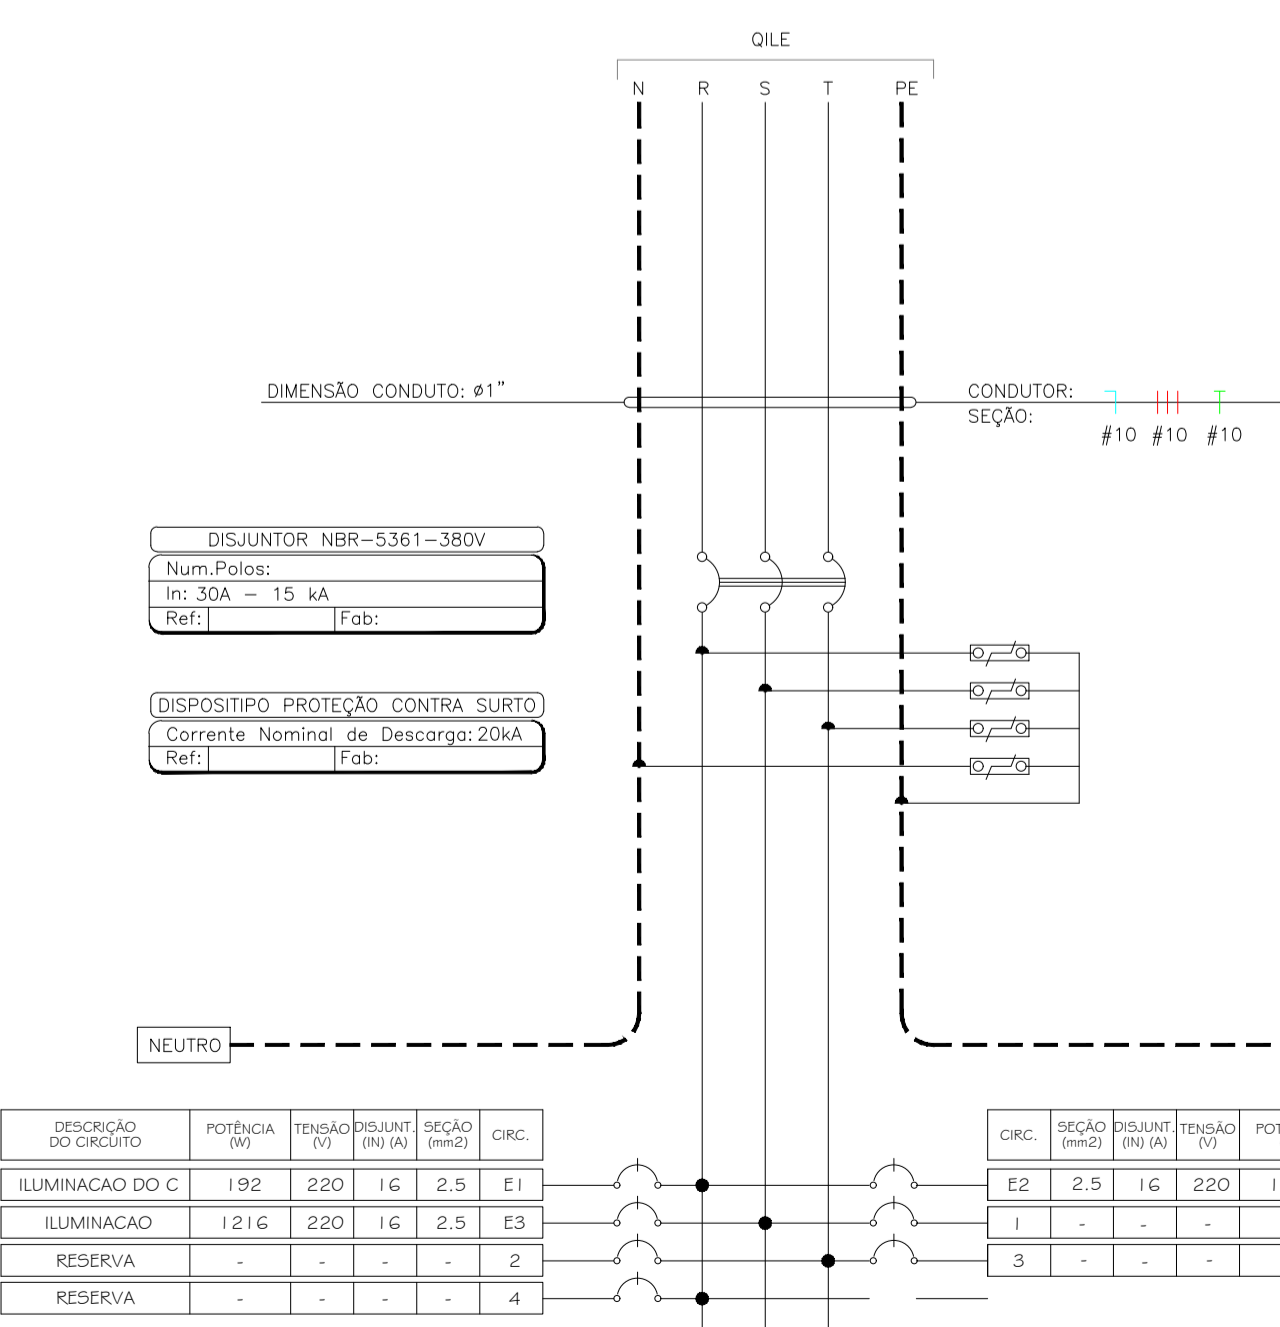 QILE
N R S T PE
DIMENSÃO CONDUTO: ø1"
CONDUTOR:
SEÇÃO:
#10 #10 #10
DISJUNTOR NBR-5361-380V
Num.Polos:
In: 30A - 15 kA
Ref: Fab:
DISPOSITIPO PROTEÇÃO CONTRA SURTO
Corrente Nominal de Descarga: 20kA
Ref: Fab:
NEUTRO
DESCRIÇÃO DO CIRCUITO POTÊNCIA (W) TENSÃO (V) DISJUNT. (IN) (A) SEÇÃO (mm2) CIRC.
ILUMINACAO DO C 192 220 16 2.5 E1
ILUMINACAO 1216 220 16 2.5 E3
RESERVA - - - - 2
RESERVA - - - - 4
CIRC. SEÇÃO (mm2) DISJUNT. (IN) (A) TENSÃO (V)
E2 2.5 16 220
1 - - -
3 - - -